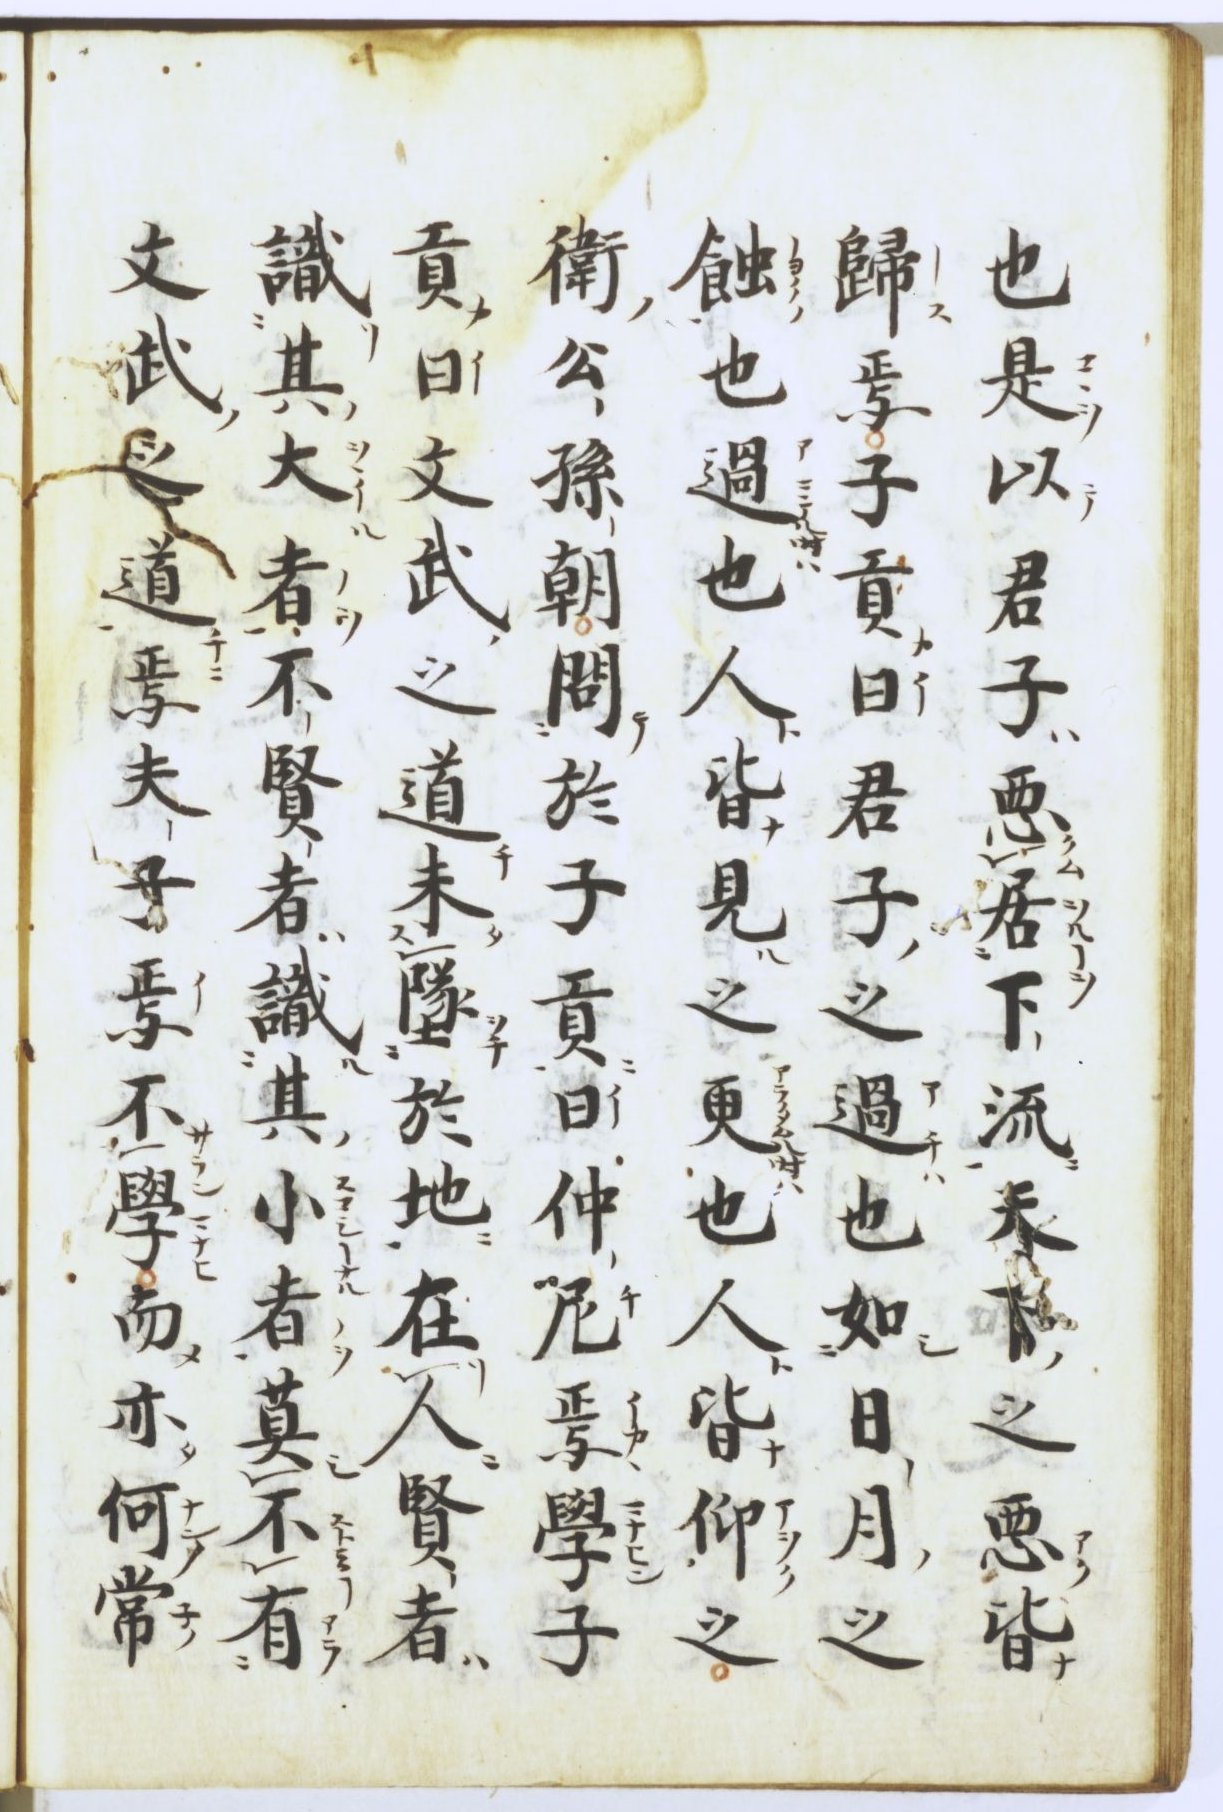 也是以君子悪居下流天下之悪皆
歸焉子貢曰君子之過也如日月之
蝕也過也人皆見之更也人皆仰之
衛公孫朝問於子貢曰仲尼焉學子
貢曰文武之道未墜於地在人賢者
識其大者不賢者識其小者莫不有
文武之道焉夫子焉不學而亦何常